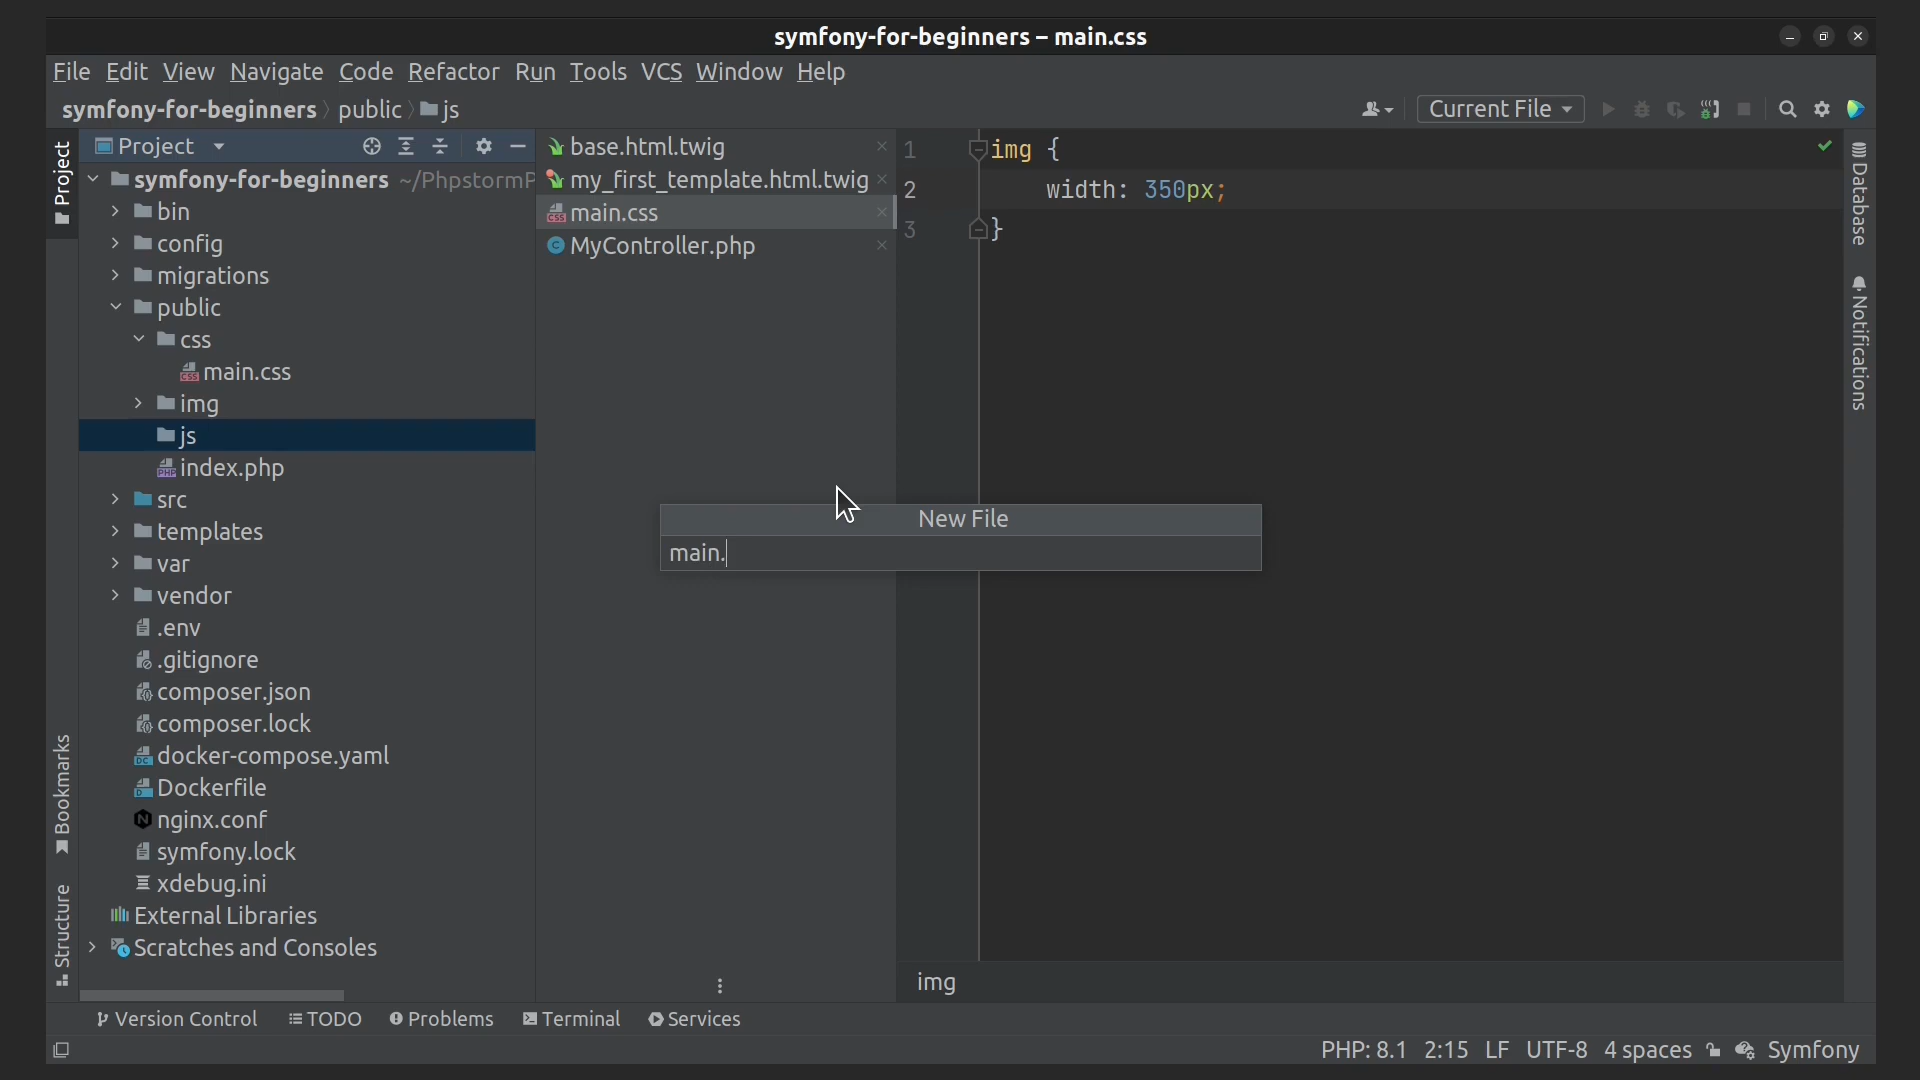 symfony-for-beginners – main.css
File Edit View Navigate Code Refactor Run Tools VCS Window Help
symfony-for-beginners public js
Current File
Project
Project
symfony-for-beginners ~/PhpstormP
bin
config
migrations
public
css
main.css
img
js
index.php
src
templates
var
vendor
.env
.gitignore
composer.json
composer.lock
docker-compose.yaml
Dockerfile
nginx.conf
symfony.lock
xdebug.ini
External Libraries
Scratches and Consoles
Bookmarks
Structure
base.html.twig
my_first_template.html.twig
main.css
MyController.php
1 img {
2 width: 350px;
3 }
New File
main.
img
Database
Notifications
Version Control TODO Problems Terminal Services
PHP: 8.1 2:15 LF UTF-8 4 spaces Symfony